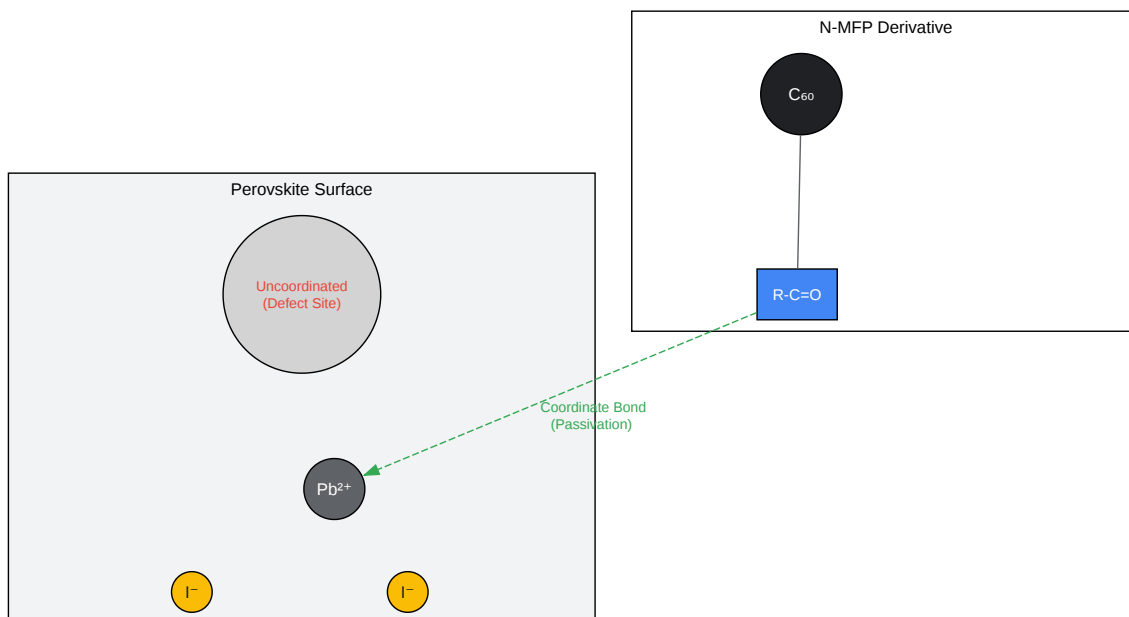 N-MFP Derivative
C₆₀
Perovskite Surface
Uncoordinated
(Defect Site)
R-C=O
Coordinate Bond
(Passivation)
Pb²⁺
I⁻
I⁻